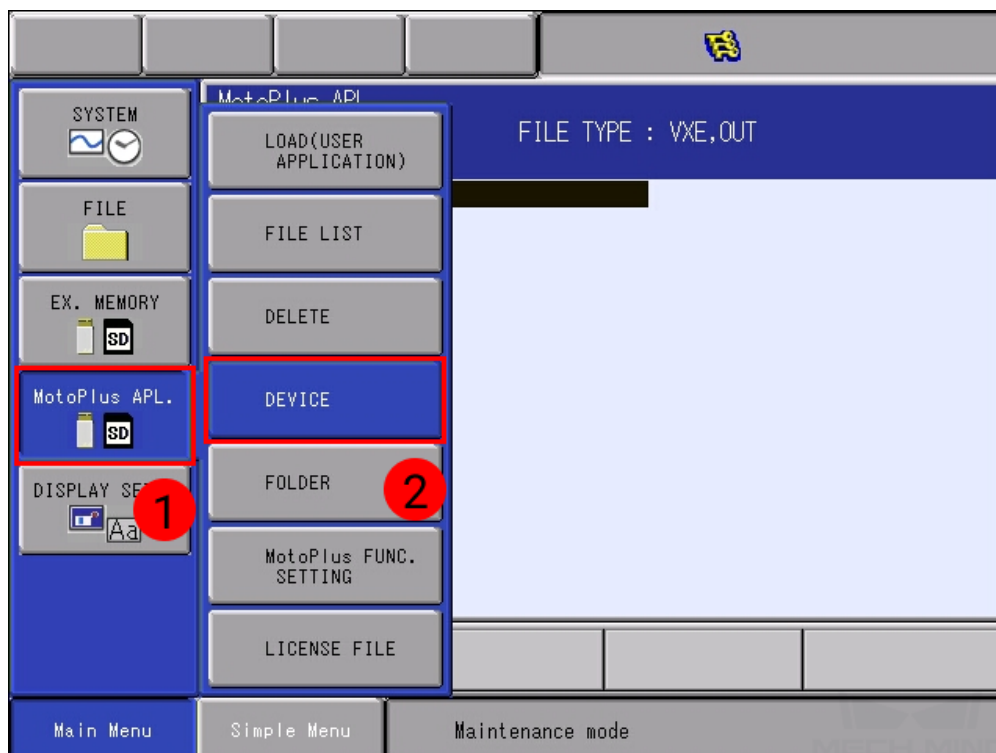 SYSTEM
FILE
EX. MEMORY
SD
MotoPlus APL.
SD
DISPLAY SE
Aa
1
MotoPlus APL
FILE TYPE : VXE,OUT
LOAD(USER
APPLICATION)
FILE LIST
DELETE
DEVICE
FOLDER
2
MotoPlus FUNC.
SETTING
LICENSE FILE
Main Menu
Simple Menu
Maintenance mode